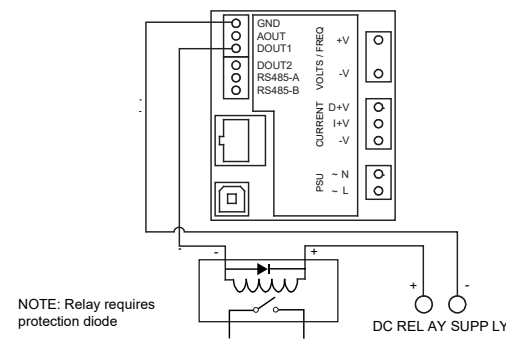 GND
AOUT
DOUT1
DOUT2
RS485-A
RS485-B
VOLTS / FREQ
+V
-V
CURRENT
D+V
I+V
-V
PSU
~ N
~ L
- +
+ -
NOTE: Relay requires
protection diode
DC REL AY SUPP LY